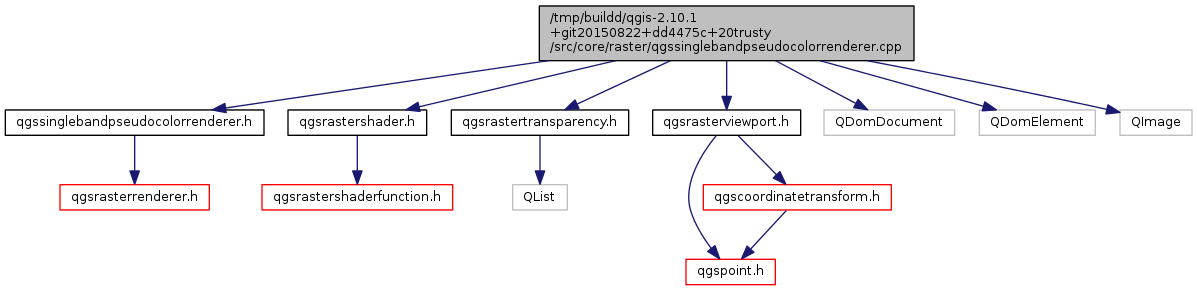 /tmp/buildd/qgis-2.10.1
+git20150822+dd4475c+20trusty
/src/core/raster/qgssinglebandpseudocolorrenderer.cpp
qgssinglebandpseudocolorrenderer.h
qgsrastershader.h
qgsrastertransparency.h
qgsrasterviewport.h
QDomDocument
QDomElement
QImage
qgsrasterrenderer.h
qgsrastershaderfunction.h
QList
qgscoordinatetransform.h
qgspoint.h